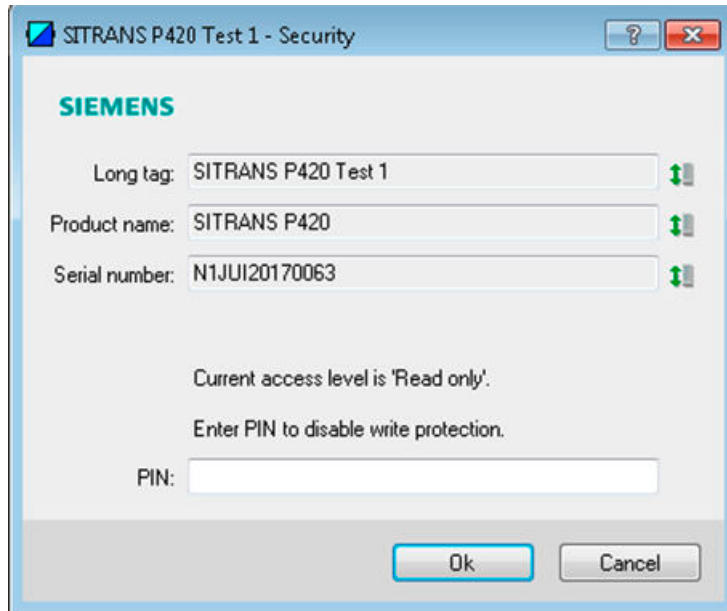 SITRANS P420 Test 1 - Security
SIEMENS
Long tag: SITRANS P420 Test 1
Product name: SITRANS P420
Serial number: N1JUI20170063
Current access level is 'Read only'.
Enter PIN to disable write protection.
PIN:
Ok Cancel